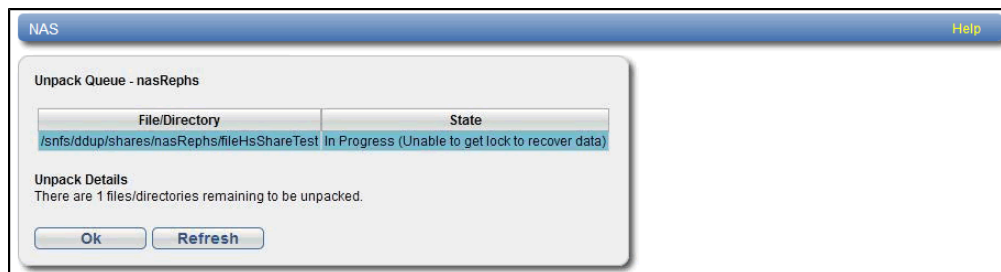 NAS Help
Unpack Queue - nasRephs
File/Directory State
/snfs/ddup/shares/nasRephs/fileHsShareTest In Progress (Unable to get lock to recover data)
Unpack Details
There are 1 files/directories remaining to be unpacked.
Ok Refresh